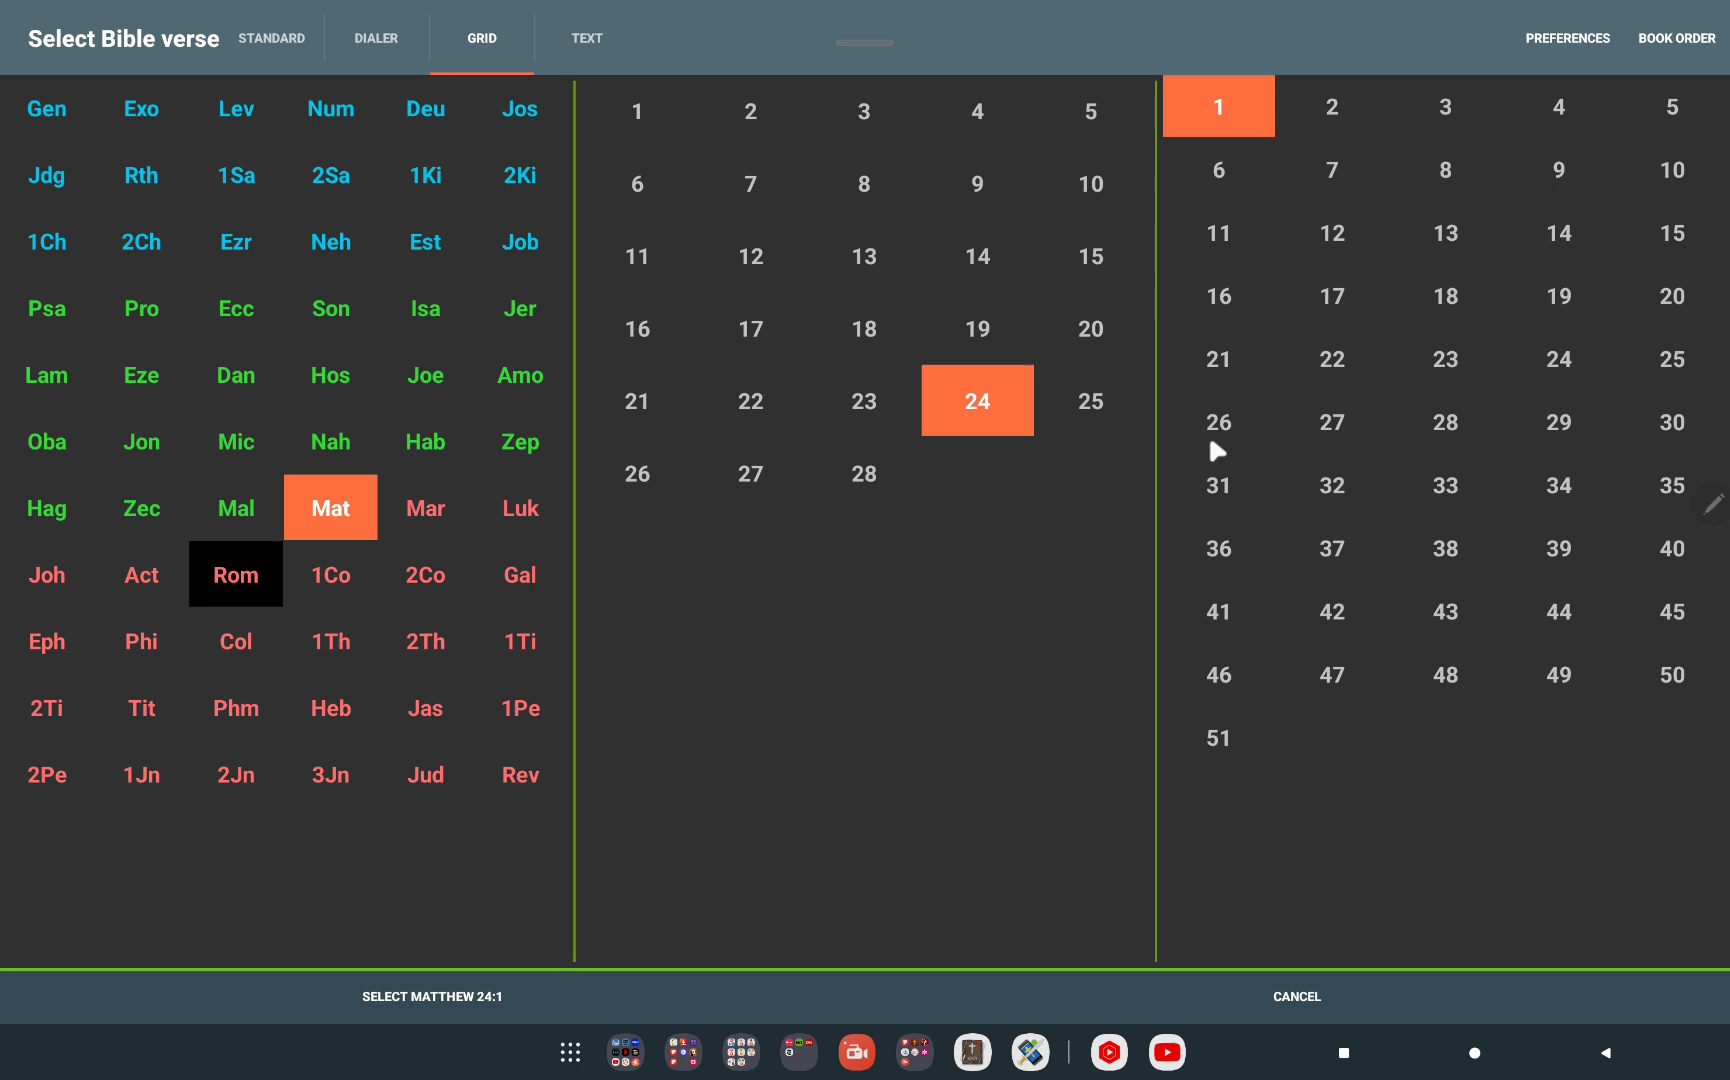 Select Bible verse STANDARD DIALER GRID TEXT PREFERENCES BOOK ORDER
Gen Exo Lev Num Deu Jos
Jdg Rth 1Sa 2Sa 1Ki 2Ki
1Ch 2Ch Ezr Neh Est Job
Psa Pro Ecc Son Isa Jer
Lam Eze Dan Hos Joe Amo
Oba Jon Mic Nah Hab Zep
Hag Zec Mal Mat Mar Luk
Joh Act Rom 1Co 2Co Gal
Eph Phi Col 1Th 2Th 1Ti
2Ti Tit Phm Heb Jas 1Pe
2Pe 1Jn 2Jn 3Jn Jud Rev
1 2 3 4 5
6 7 8 9 10
11 12 13 14 15
16 17 18 19 20
21 22 23 24 25
26 27 28
1 2 3 4 5
6 7 8 9 10
11 12 13 14 15
16 17 18 19 20
21 22 23 24 25
26 27 28 29 30
31 32 33 34 35
36 37 38 39 40
41 42 43 44 45
46 47 48 49 50
51
SELECT MATTHEW 24:1 CANCEL